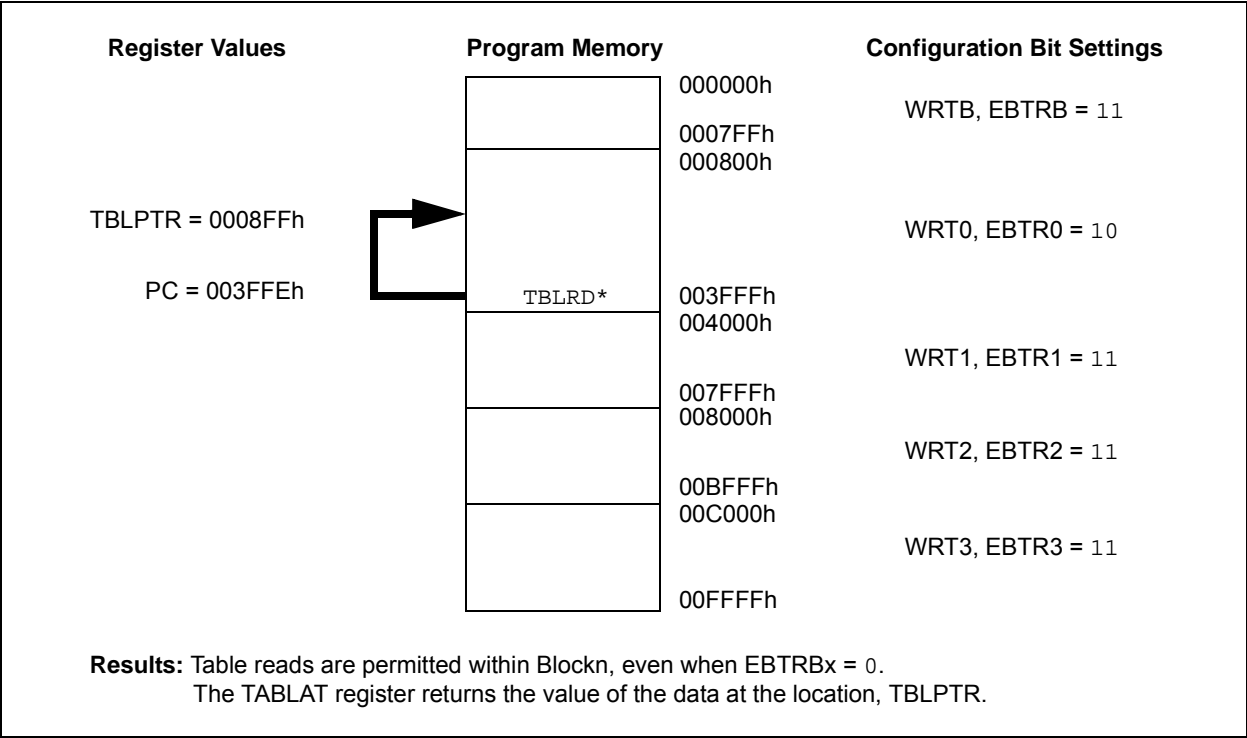 Register Values Program Memory Configuration Bit Settings
000000h
WRTB, EBTRB = 11
0007FFh
000800h
TBLPTR = 0008FFh
WRT0, EBTR0 = 10
PC = 003FFEh
TBLRD*
003FFFh
004000h
WRT1, EBTR1 = 11
007FFFh
008000h
WRT2, EBTR2 = 11
00BFFFh
00C000h
WRT3, EBTR3 = 11
00FFFFh
Results: Table reads are permitted within Blockn, even when EBTRBx = 0.
The TABLAT register returns the value of the data at the location, TBLPTR.